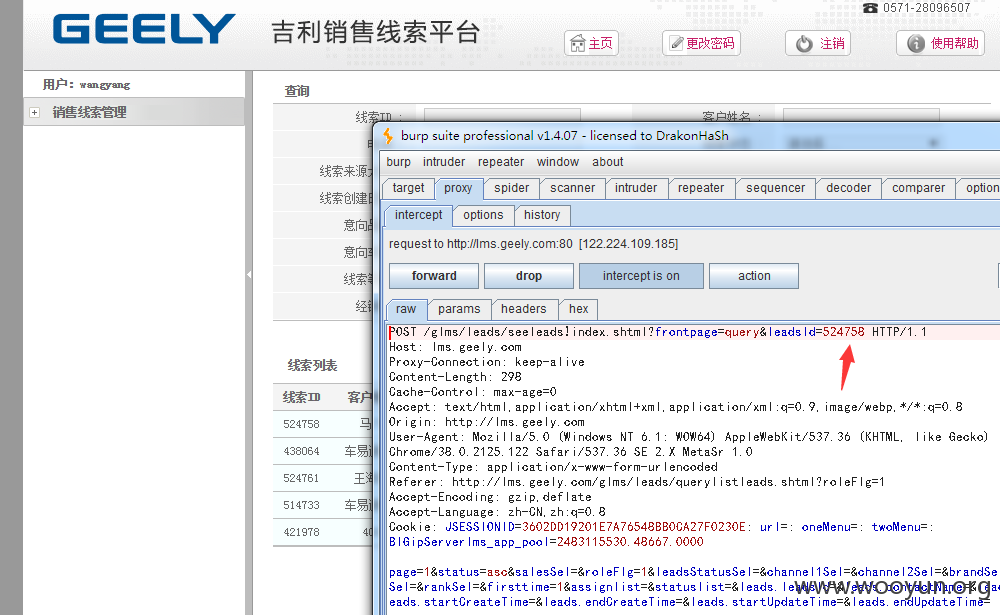 ☎ 0571-28096507
GEELY 吉利销售线索平台
主页 更改密码 注销 使用帮助
用户：wangyang
销售线索管理
查询
线索ID：
客户姓名：
线索来源
线索创建
意向
意向
线索
经
线索列表
线索ID 客户
524758 马
438064 车易
524761 王
514733 车易
421978 40
burp suite professional v1.4.07 - licensed to DrakonHaSh
burp intruder repeater window about
target proxy spider scanner intruder repeater sequencer decoder comparer option
intercept options history
request to http://lms.geely.com:80 [122.224.109.185]
forward drop intercept is on action
raw params headers hex
POST /glms/leads/seeleads!index.shtml?frontpage=query&leadsId=524758 HTTP/1.1
Host: lms.geely.com
Proxy-Connection: keep-alive
Content-Length: 298
Cache-Control: max-age=0
Accept: text/html,application/xhtml+xml,application/xml;q=0.9,image/webp,*/*;q=0.8
Origin: http://lms.geely.com
User-Agent: Mozilla/5.0 (Windows NT 6.1; WOW64) AppleWebKit/537.36 (KHTML, like Gecko)
Chrome/38.0.2125.122 Safari/537.36 SE 2.X MetaSr 1.0
Content-Type: application/x-www-form-urlencoded
Referer: http://lms.geely.com/glms/leads/querylistleads.shtml?roleFlg=1
Accept-Encoding: gzip,deflate
Accept-Language: zh-CN,zh;q=0.8
Cookie: JSESSIONID=3602DD19201E7A76548BB0CA27F0230E; url=; oneMenu=; twoMenu=;
BIGipServerlms_app_pool=2483115530.48667.0000
page=1&status=asc&salesSel=&roleFlg=1&leadsStatusSel=&channel1Sel=&channel2Sel=&brandSe
Sel=&rankSel=&firsttime=1&assignlist=&statuslist=&leads.leadsId=&leads.contactName=&lea
eads.startCreateTime=&leads.endCreateTime=&leads.startUpdateTime=&leads.endUpdateTime=
www.wooyun.org